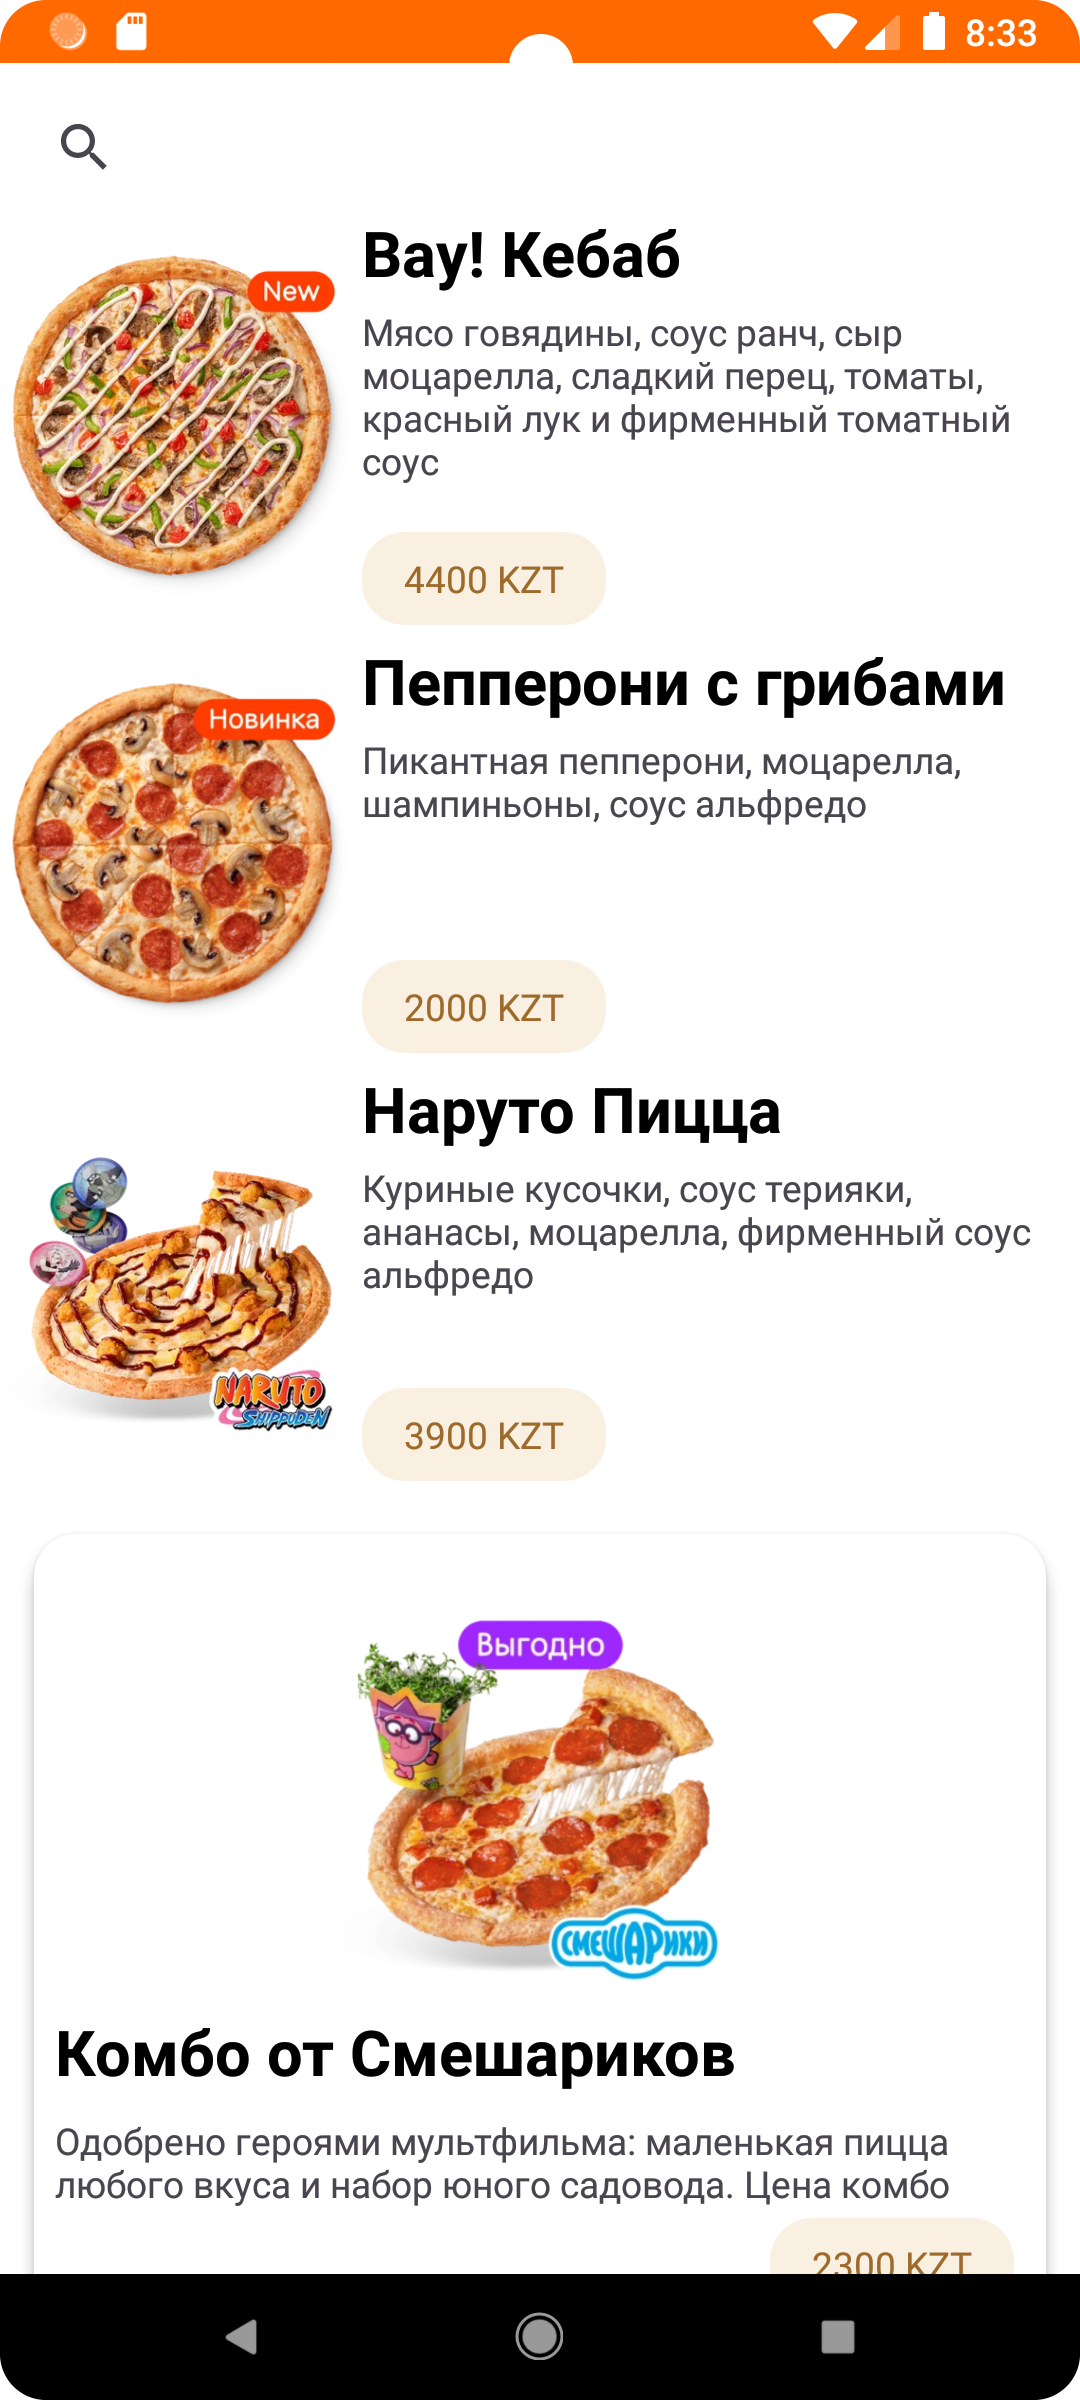 8:33
Вау! Кебаб
New
Мясо говядины, соус ранч, сыр
моцарелла, сладкий перец, томаты,
красный лук и фирменный томатный
соус
4400 KZT
Пепперони с грибами
Новинка
Пикантная пепперони, моцарелла,
шампиньоны, соус альфредо
2000 KZT
Наруто Пицца
Куриные кусочки, соус терияки,
ананасы, моцарелла, фирменный соус
альфредо
NARUTO
SHIPPUDEN
3900 KZT
Выгодно
СМЕШАРИКИ
Комбо от Смешариков
Одобрено героями мультфильма: маленькая пицца
любого вкуса и набор юного садовода. Цена комбо
2300 KZT